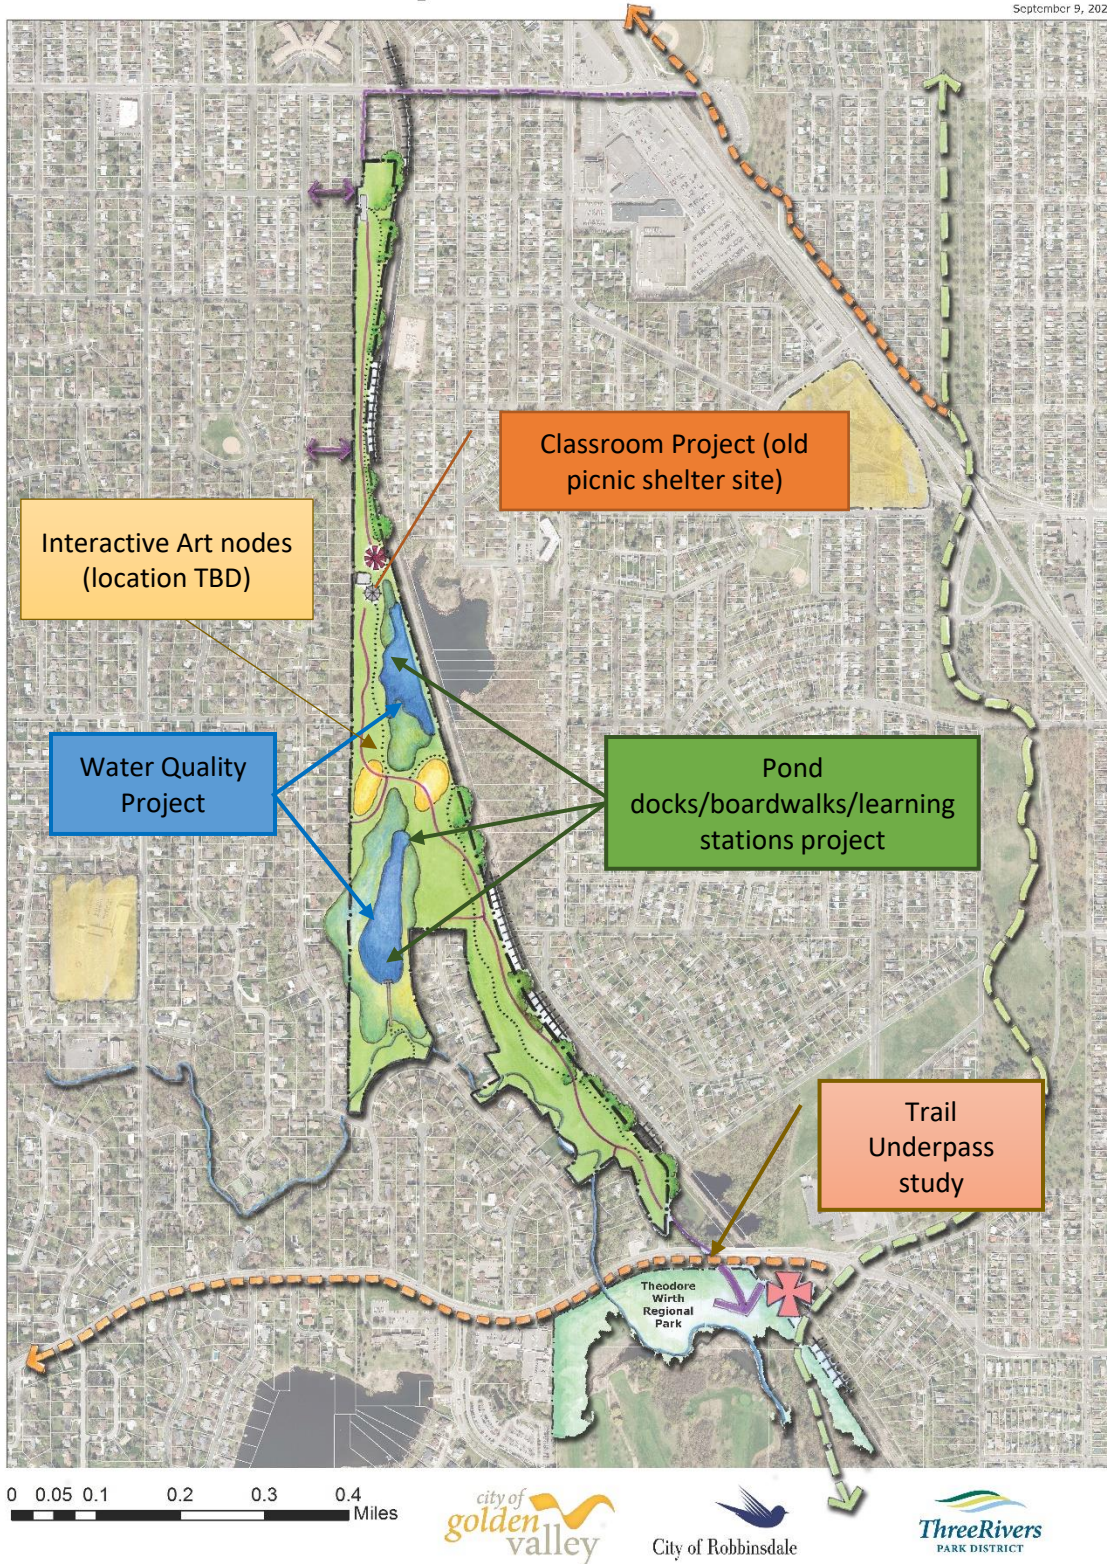 September 9, 202
Classroom Project (old
picnic shelter site)
Interactive Art nodes
(location TBD)
Water Quality
Project
Pond
docks/boardwalks/learning
stations project
Trail
Underpass
study
Theodore
Wirth
Regional
Park
0 0.05 0.1 0.2 0.3 0.4
Miles
city of
golden
valley
City of Robbinsdale
ThreeRivers
PARK DISTRICT